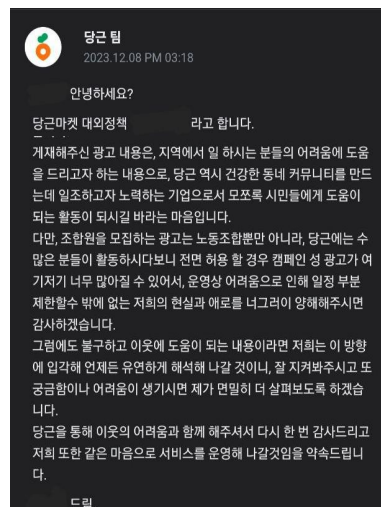 당근 팀
2023.12.08 PM 03:18
안녕하세요?
당근마켓 대외정책 라고 합니다.
게재해주신 광고 내용은, 지역에서 일 하시는 분들의 어려움에 도움
을 드리고자 하는 내용으로, 당근 역시 건강한 동네 커뮤니티를 만드
는데 일조하고자 노력하는 기업으로서 모쪼록 시민들에게 도움이
되는 활동이 되시길 바라는 마음입니다.
다만, 조합원을 모집하는 광고는 노동조합뿐만 아니라, 당근에는 수
많은 분들이 활동하시다보니 전면 허용 할 경우 캠페인 성 광고가 여
기저기 너무 많아질 수 있어서, 운영상 어려움으로 인해 일정 부분
제한할수 밖에 없는 저희의 현실과 애로를 너그러이 양해해주시면
감사하겠습니다.
그럼에도 불구하고 이웃에 도움이 되는 내용이라면 저희는 이 방향
에 입각해 언제든 유연하게 해석해 나갈 것이니, 잘 지켜봐주시고 또
궁금함이나 어려움이 생기시면 제가 면밀히 더 살펴보도록 하겠습
니다.
당근을 통해 이웃의 어려움과 함께 해주셔서 다시 한 번 감사드리고
저희 또한 같은 마음으로 서비스를 운영해 나갈것임을 약속드립니
다.
드림